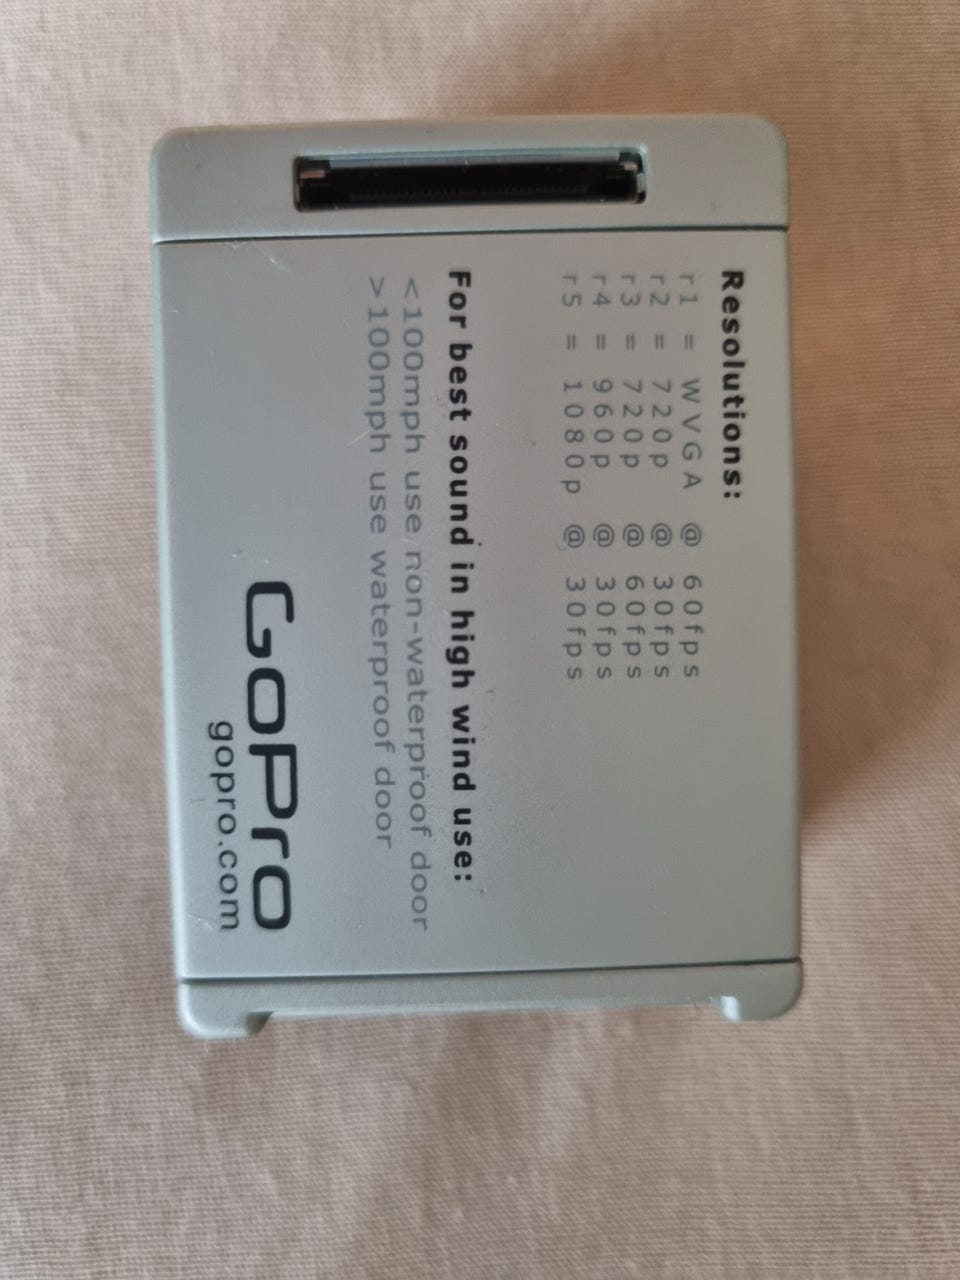 Resolutions:
r1 = WVGA @ 60fps
r2 = 720p @ 30fps
r3 = 720p @ 60fps
r4 = 960p @ 30fps
r5 = 1080p @ 30fps
For best sound in high wind use:
<100mph use non-waterproof door
>100mph use waterproof door
GoPro
gopro.com